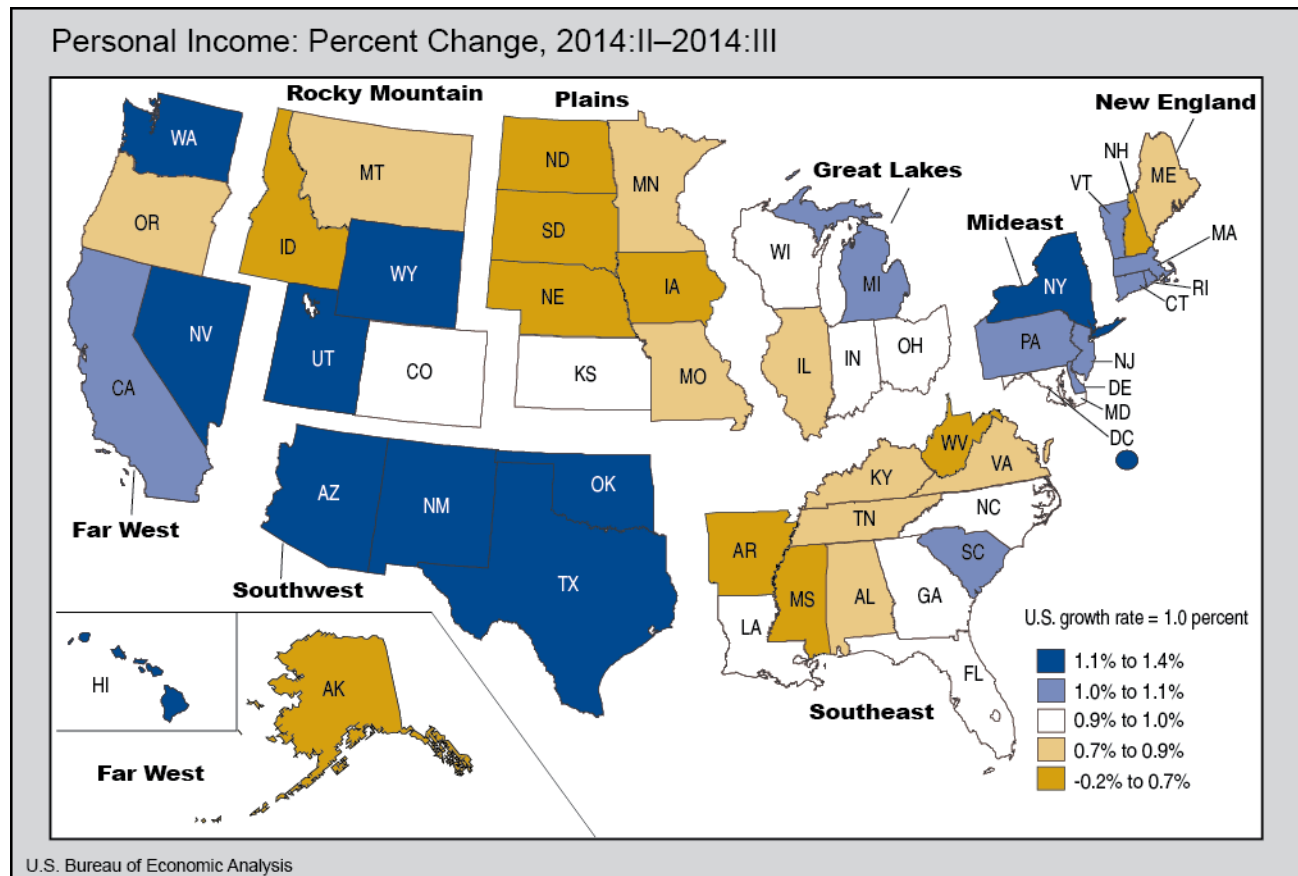 Personal Income: Percent Change, 2014:II–2014:III
Rocky Mountain
Plains
New England
Great Lakes
Mideast
Far West
Southwest
Southeast
Far West
WA
OR
CA
NV
ID
MT
WY
UT
CO
ND
SD
NE
KS
MN
IA
MO
WI
MI
IL
IN
OH
NY
PA
NJ
DE
MD
DC
NH
VT
ME
MA
RI
CT
AZ
NM
OK
TX
WV
VA
KY
TN
NC
SC
AR
MS
AL
GA
LA
FL
HI
AK
U.S. growth rate = 1.0 percent
1.1% to 1.4%
1.0% to 1.1%
0.9% to 1.0%
0.7% to 0.9%
-0.2% to 0.7%
U.S. Bureau of Economic Analysis